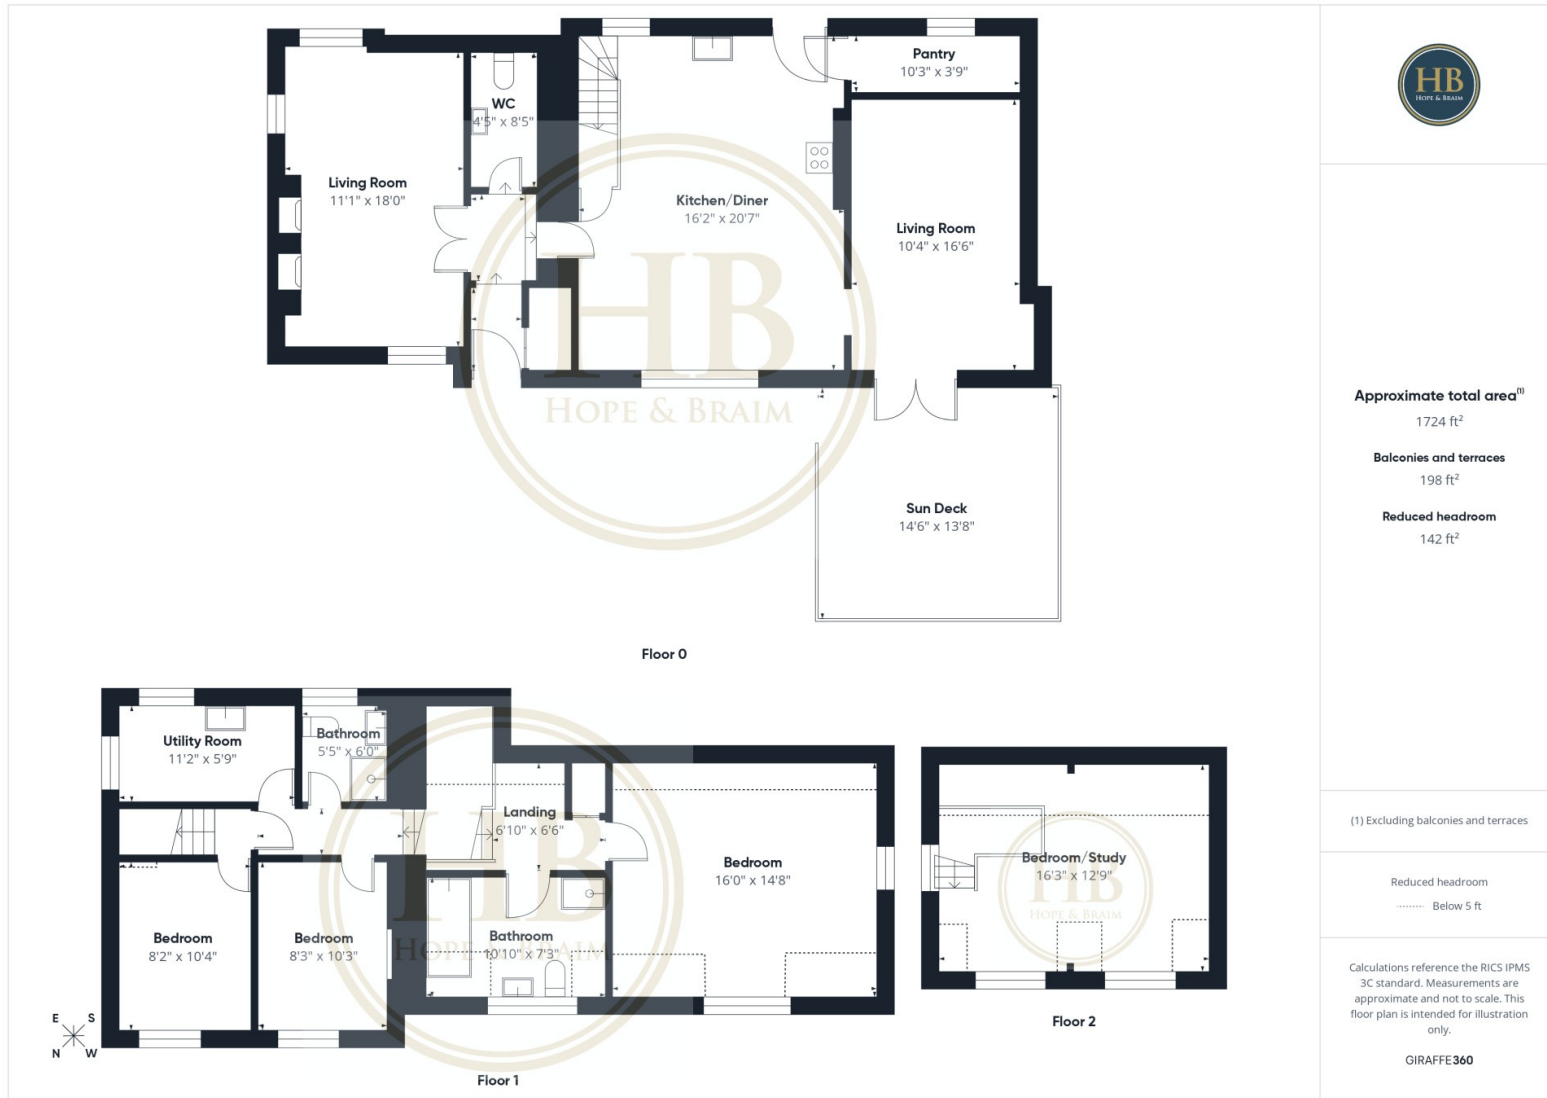 Pantry
10'3" x 3'9"
WC
4'5" x 8'5"
Living Room
11'1" x 18'0"
Kitchen/Diner
16'2" x 20'7"
Living Room
10'4" x 16'6"
HB
HOPE & BRAIM
Sun Deck
14'6" x 13'8"
Floor 0
Utility Room
11'2" x 5'9"
Bathroom
5'5" x 6'0"
Landing
6'10" x 6'6"
Bedroom
16'0" x 14'8"
Bedroom
8'2" x 10'4"
Bedroom
8'3" x 10'3"
Bathroom
10'10" x 7'3"
HB
HOPE & BRAIM
E S
N W
Floor 1
Bedroom/Study
16'3" x 12'9"
HB
HOPE & BRAIM
Floor 2
HB
HOPE & BRAIM
Approximate total area(1)
1724 ft²
Balconies and terraces
198 ft²
Reduced headroom
142 ft²
(1) Excluding balconies and terraces
Reduced headroom
Below 5 ft
Calculations reference the RICS IPMS
3C standard. Measurements are
approximate and not to scale. This
floor plan is intended for illustration
only.
GIRAFFE360